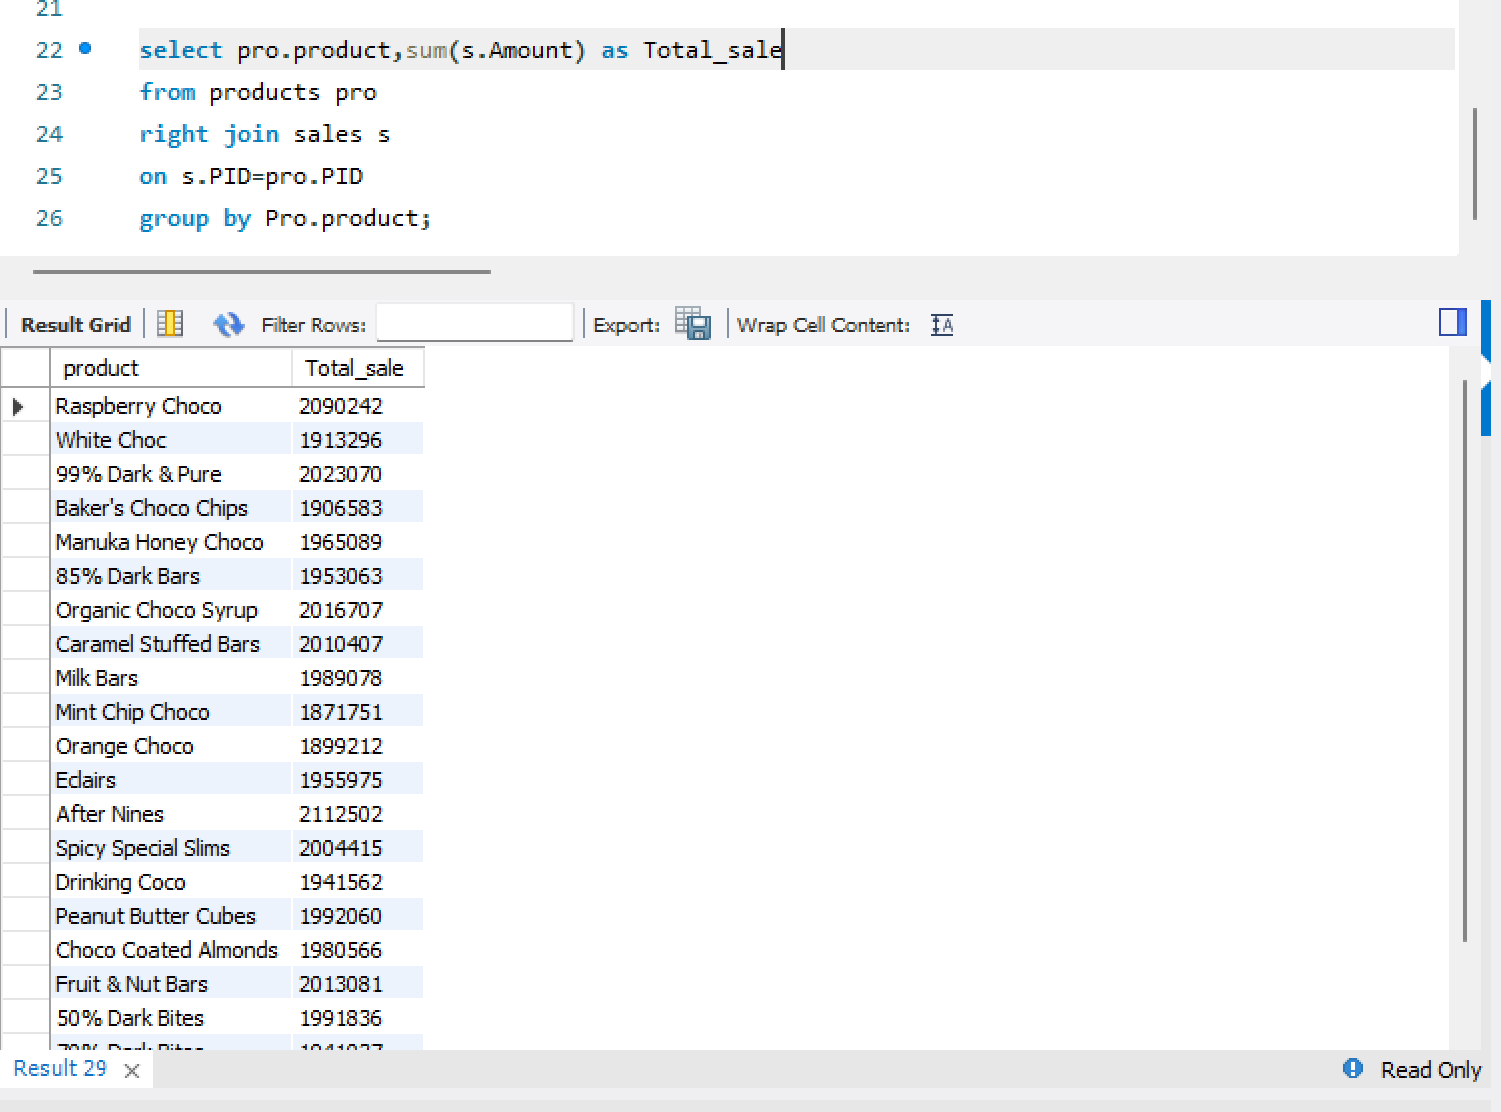 21
22 select pro.product,sum(s.Amount) as Total_sale
23 from products pro
24 right join sales s
25 on s.PID=pro.PID
26 group by Pro.product;
Result Grid Filter Rows: Export: Wrap Cell Content: IA
product Total_sale
Raspberry Choco 2090242
White Choc 1913296
99% Dark & Pure 2023070
Baker's Choco Chips 1906583
Manuka Honey Choco 1965089
85% Dark Bars 1953063
Organic Choco Syrup 2016707
Caramel Stuffed Bars 2010407
Milk Bars 1989078
Mint Chip Choco 1871751
Orange Choco 1899212
Eclairs 1955975
After Nines 2112502
Spicy Special Slims 2004415
Drinking Coco 1941562
Peanut Butter Cubes 1992060
Choco Coated Almonds 1980566
Fruit & Nut Bars 2013081
50% Dark Bites 1991836
Dark Bites
Result 29 Read Only